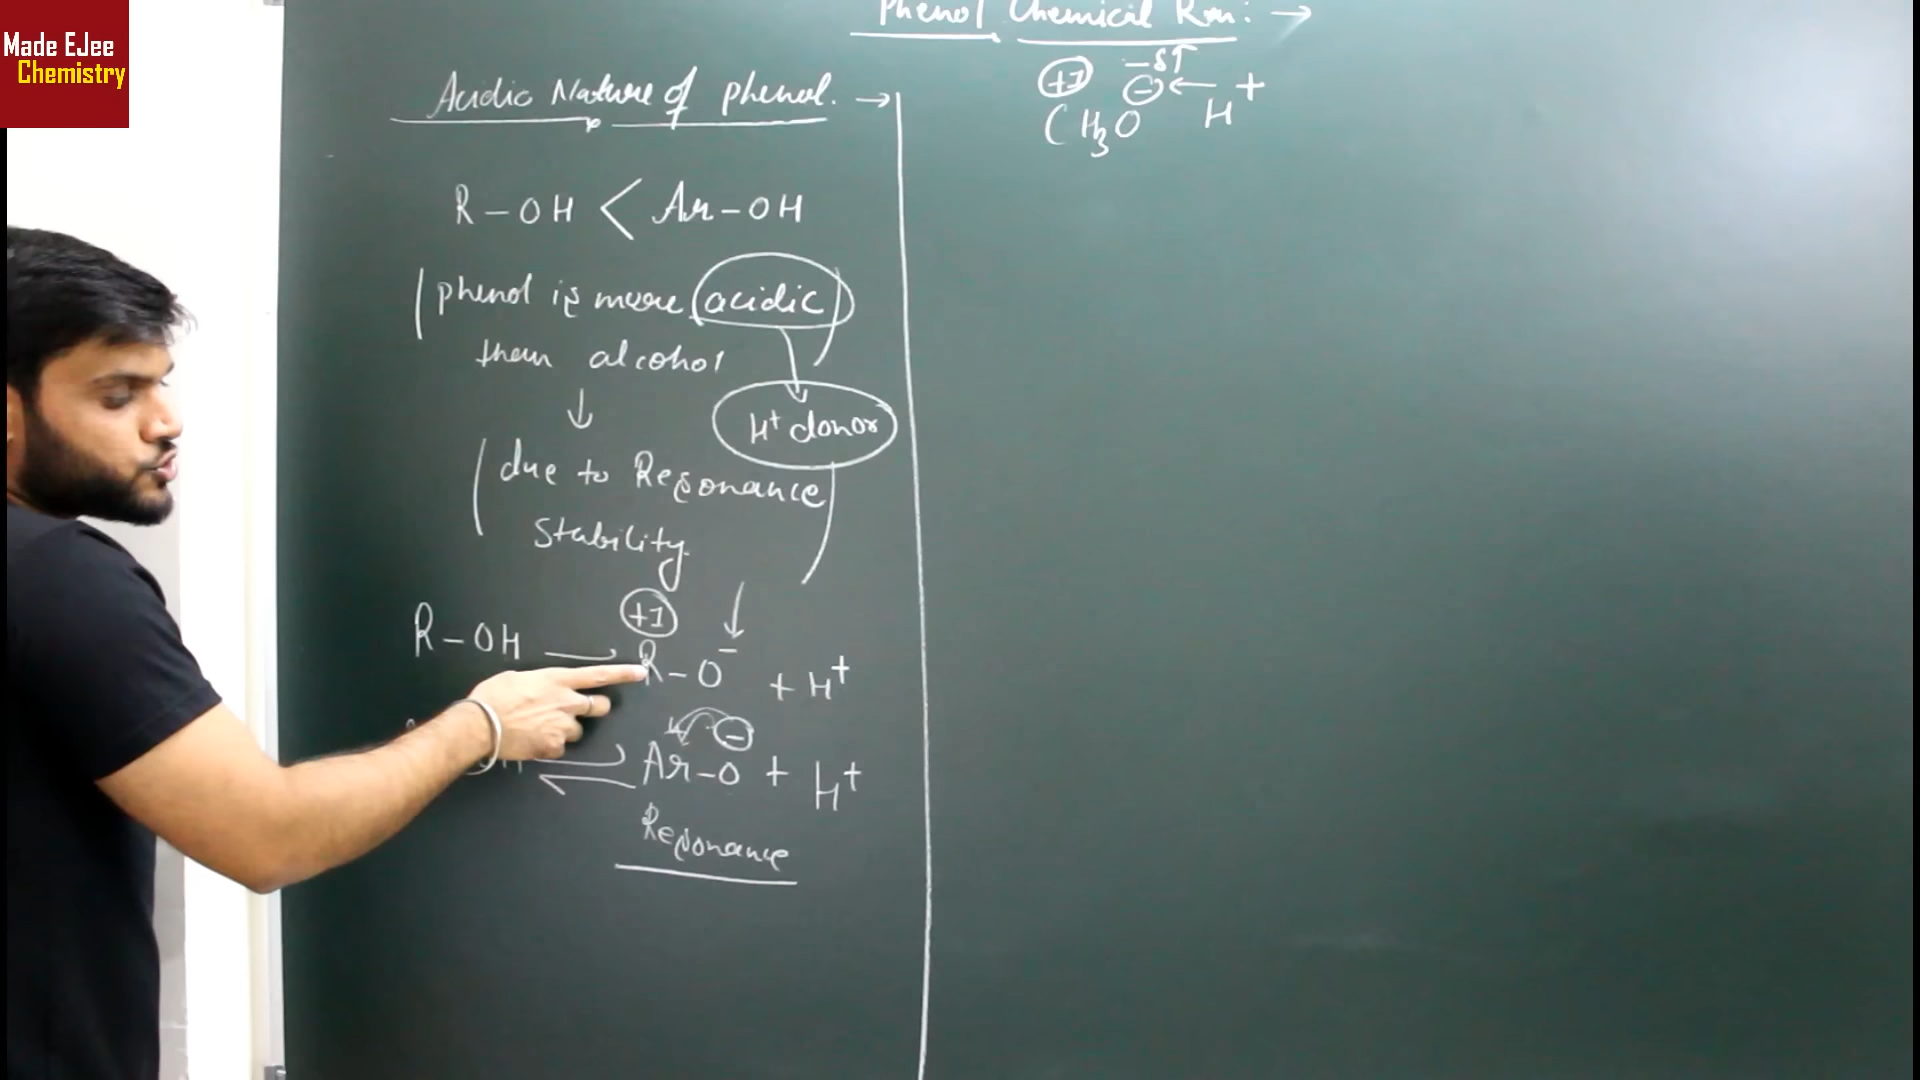 Made EJee
Chemistry
Phenol Chemical Rxn: →
Acidic Nature of phenol. →
R-OH < Ar-OH
phenol is more acidic
then alcohol
↓
H⁺ donor
due to Resonance
Stability
+I
R-OH → R-O⁻ + H⁺
⇌ Ar-O⊖ + H⁺
Resonance
+I ⊖ -δ↑
CH₃O ← H⁺